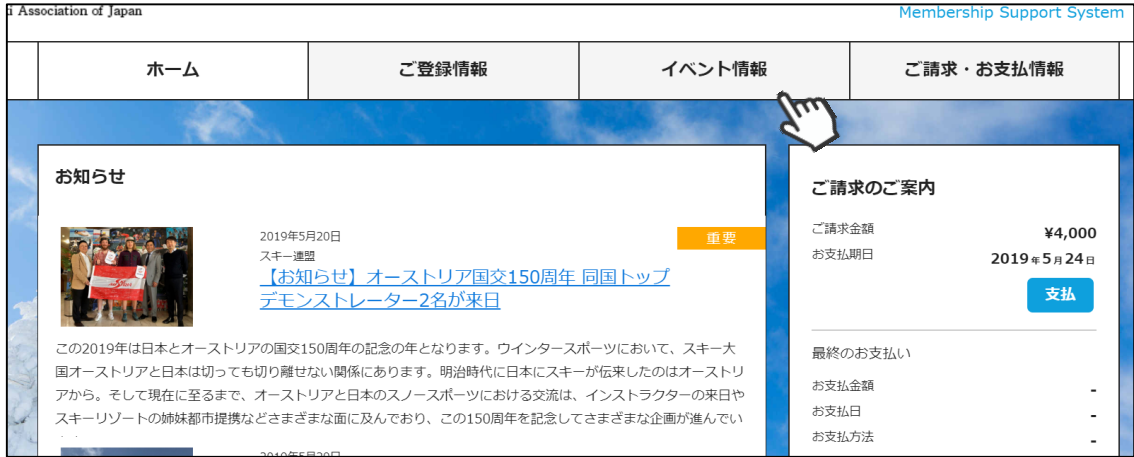 Association of Japan
Membership Support System
ホーム
ご登録情報
イベント情報
ご請求・お支払情報
お知らせ
2019年5月20日
重要
スキー連盟
【お知らせ】オーストリア国交150周年 同国トップ
デモンストレーター2名が来日
この2019年は日本とオーストリアの国交150周年の記念の年となります。ウインタースポーツにおいて、スキー大
国オーストリアと日本は切っても切り離せない関係にあります。明治時代に日本にスキーが伝来したのはオーストリ
アから。そして現在に至るまで、オーストリアと日本のスノースポーツにおける交流は、インストラクターの来日や
スキーリゾートの姉妹都市提携などさまざまな面に及んでおり、この150周年を記念してさまざまな企画が進んでい
2019年5月20日
ご請求のご案内
ご請求金額
¥4,000
お支払期日
2019年5月24日
支払
最終のお支払い
お支払金額
-
お支払日
-
お支払方法
-